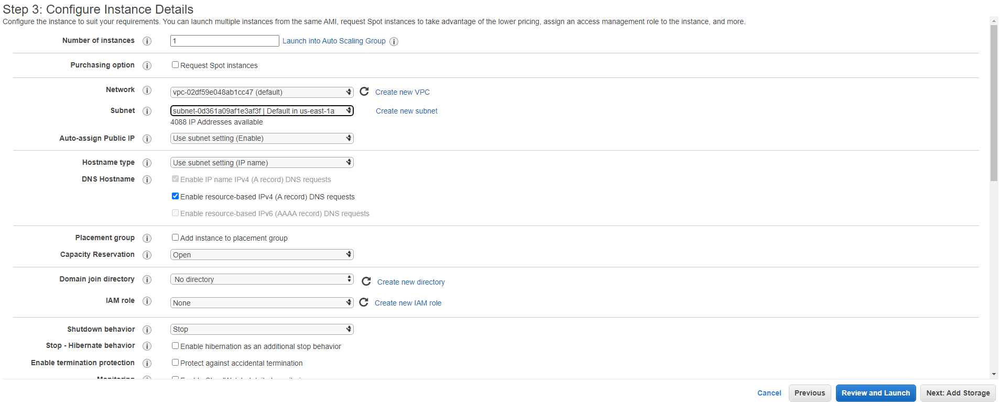 Step 3: Configure Instance Details
Configure the instance to suit your requirements. You can launch multiple instances from the same AMI, request Spot instances to take advantage of the lower pricing, assign an access management role to the instance, and more.
Number of instances i 1 Launch into Auto Scaling Group i
Purchasing option i Request Spot instances
Network i vpc-02df59e048ab1cc47 (default) Create new VPC
Subnet i subnet-0d361a09af1e3af3f | Default in us-east-1a Create new subnet
4088 IP Addresses available
Auto-assign Public IP i Use subnet setting (Enable)
Hostname type i Use subnet setting (IP name)
DNS Hostname i Enable IP name IPv4 (A record) DNS requests
Enable resource-based IPv4 (A record) DNS requests
Enable resource-based IPv6 (AAAA record) DNS requests
Placement group i Add instance to placement group
Capacity Reservation i Open
Domain join directory i No directory Create new directory
IAM role i None Create new IAM role
Shutdown behavior i Stop
Stop - Hibernate behavior i Enable hibernation as an additional stop behavior
Enable termination protection i Protect against accidental termination
Monitoring i Enable CloudWatch detailed monitoring
Cancel Previous Review and Launch Next: Add Storage